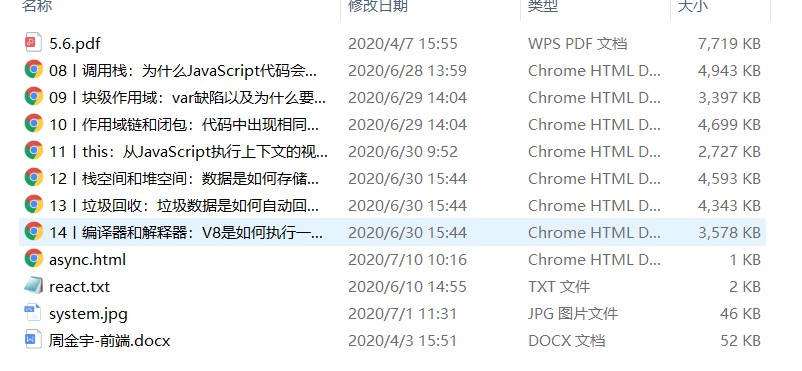 名称 修改日期 类型 大小
5.6.pdf 2020/4/7 15:55 WPS PDF 文档 7,719 KB
08丨调用栈：为什么JavaScript代码会... 2020/6/28 13:59 Chrome HTML D... 4,943 KB
09丨块级作用域：var缺陷以及为什么要... 2020/6/29 14:04 Chrome HTML D... 3,397 KB
10丨作用域链和闭包：代码中出现相同... 2020/6/29 14:04 Chrome HTML D... 4,699 KB
11丨this：从JavaScript执行上下文的视... 2020/6/30 9:52 Chrome HTML D... 2,727 KB
12丨栈空间和堆空间：数据是如何存储... 2020/6/30 15:44 Chrome HTML D... 4,593 KB
13丨垃圾回收：垃圾数据是如何自动回... 2020/6/30 15:44 Chrome HTML D... 4,343 KB
14丨编译器和解释器：V8是如何执行一... 2020/6/30 15:44 Chrome HTML D... 3,578 KB
async.html 2020/7/10 10:16 Chrome HTML D... 1 KB
react.txt 2020/6/10 14:55 TXT 文件 2 KB
system.jpg 2020/7/1 11:31 JPG 图片文件 46 KB
周金宇-前端.docx 2020/4/3 15:51 DOCX 文档 52 KB